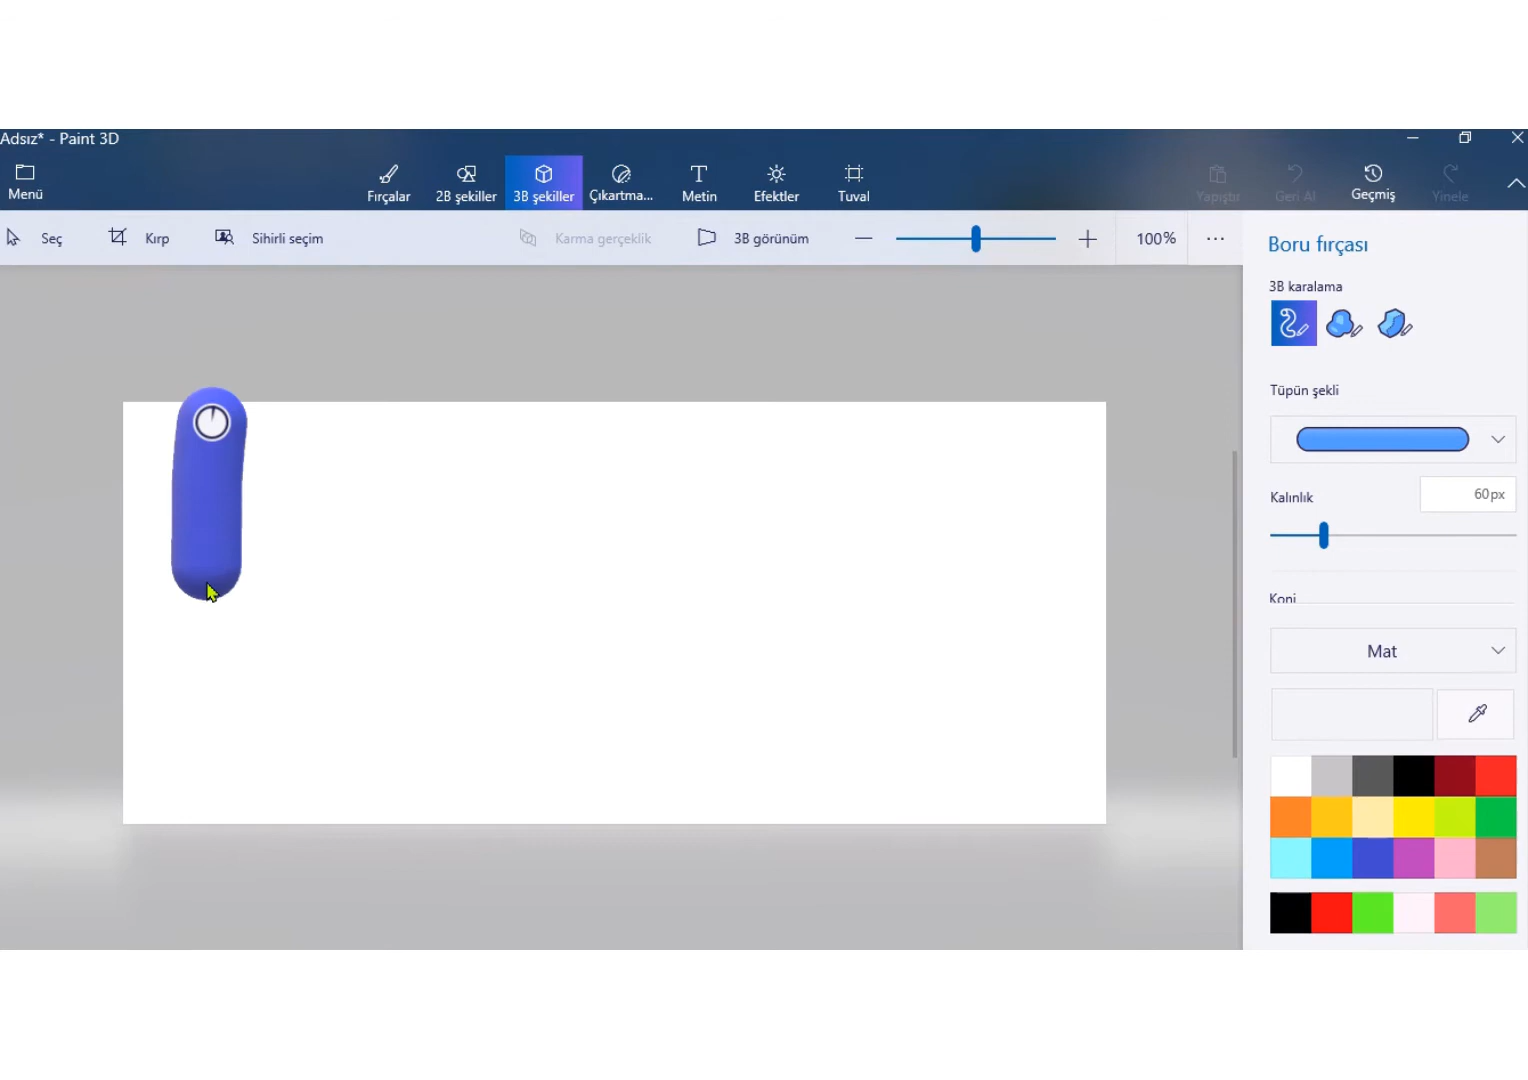 Adsız* - Paint 3D
Menü
Fırçalar
2B şekiller
3B şekiller
Çıkartma...
Metin
Efektler
Tuval
Yapıştır
Geri Al
Geçmiş
Yinele
Seç
Kırp
Sihirli seçim
Karma gerçeklik
3B görünüm
100%
Boru fırçası
3B karalama
Tüpün şekli
Kalınlık
60px
Koni
Mat